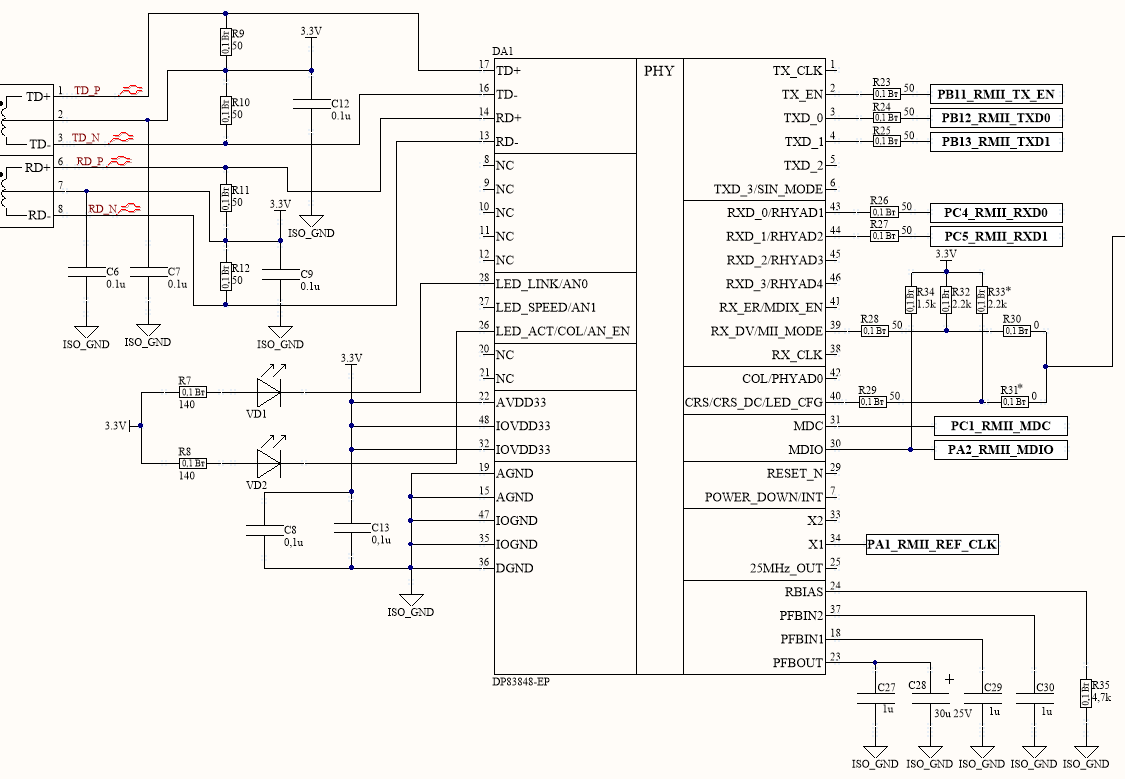 R9
0,1 Вт
50
3.3V
R10
0,1 Вт
50
C12
0.1u
TD+
1
TD_P
2
TD-
3
TD_N
RD+
6
RD_P
7
RD-
8
RD_N
R11
0,1 Вт
50
3.3V
ISO_GND
R12
0,1 Вт
50
C6
0.1u
C7
0.1u
C9
0.1u
ISO_GND
ISO_GND
ISO_GND
3.3V
R7
0,1 Вт
140
VD1
3.3V
R8
0,1 Вт
140
VD2
C8
0,1u
C13
0,1u
ISO_GND
DA1
PHY
17 TD+
16 TD-
14 RD+
13 RD-
8 NC
9 NC
10 NC
11 NC
12 NC
28 LED_LINK/AN0
27 LED_SPEED/AN1
26 LED_ACT/COL/AN_EN
20 NC
21 NC
22 AVDD33
48 IOVDD33
32 IOVDD33
19 AGND
15 AGND
47 IOGND
35 IOGND
36 DGND
DP83848-EP
TX_CLK 1
TX_EN 2
TXD_0 3
TXD_1 4
TXD_2 5
TXD_3/SIN_MODE 6
RXD_0/RHYAD1 43
RXD_1/RHYAD2 44
RXD_2/RHYAD3 45
RXD_3/RHYAD4 46
RX_ER/MDIX_EN 41
RX_DV/MII_MODE 39
RX_CLK 38
COL/PHYAD0 42
CRS/CRS_DC/LED_CFG 40
MDC 31
MDIO 30
RESET_N 29
POWER_DOWN/INT 7
X2 33
X1 34
25MHz_OUT 25
RBIAS 24
PFBIN2 37
PFBIN1 18
PFBOUT 23
R23
0,1 Вт 50
PB11_RMII_TX_EN
R24
0,1 Вт 50
PB12_RMII_TXD0
R25
0,1 Вт 50
PB13_RMII_TXD1
R26
0,1 Вт 50
PC4_RMII_RXD0
R27
0,1 Вт 50
PC5_RMII_RXD1
3.3V
R34
0,1 Вт
1.5k
R32
0,1 Вт
2.2k
R33*
0,1 Вт
2.2k
R28
0,1 Вт 50
R30
0,1 Вт 0
R29
0,1 Вт 50
R31*
0,1 Вт 0
PC1_RMII_MDC
PA2_RMII_MDIO
PA1_RMII_REF_CLK
C27
1u
C28
+
30u 25V
C29
1u
C30
1u
R35
0,1 Вт
4,7k
ISO_GND
ISO_GND
ISO_GND
ISO_GND
ISO_GND